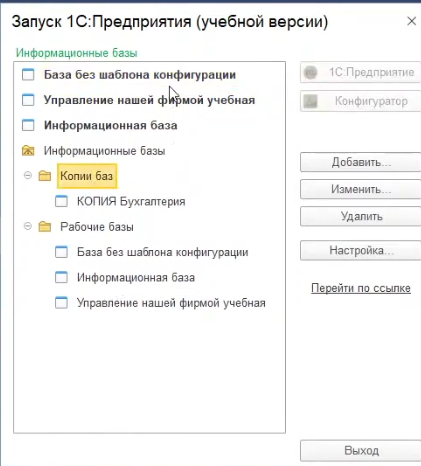 Запуск 1С:Предприятия (учебной версии)
Информационные базы
База без шаблона конфигурации
Управление нашей фирмой учебная
Информационная база
Информационные базы
Копии баз
КОПИЯ Бухгалтерия
Рабочие базы
База без шаблона конфигурации
Информационная база
Управление нашей фирмой учебная
1С:Предприятие
Конфигуратор
Добавить...
Изменить...
Удалить
Настройка...
Перейти по ссылке
Выход